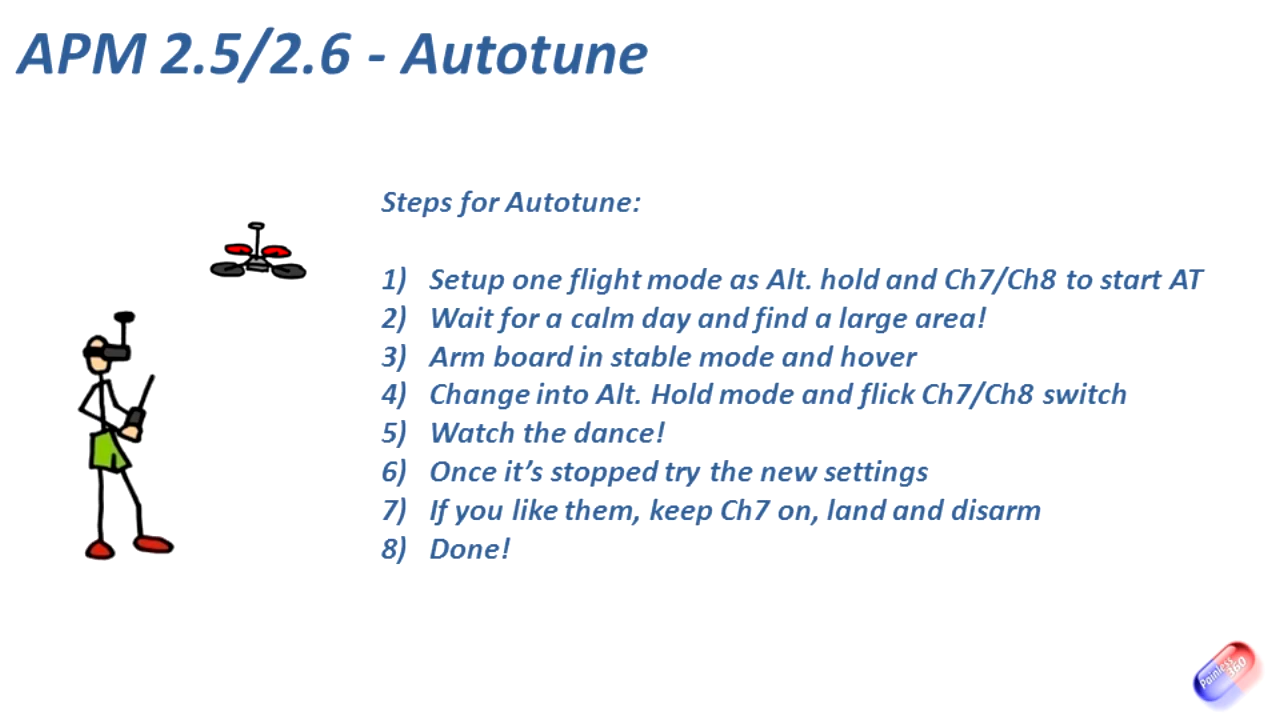 APM 2.5/2.6 - Autotune
Steps for Autotune:
1) Setup one flight mode as Alt. hold and Ch7/Ch8 to start AT
2) Wait for a calm day and find a large area!
3) Arm board in stable mode and hover
4) Change into Alt. Hold mode and flick Ch7/Ch8 switch
5) Watch the dance!
6) Once it’s stopped try the new settings
7) If you like them, keep Ch7 on, land and disarm
8) Done!
Painless
360